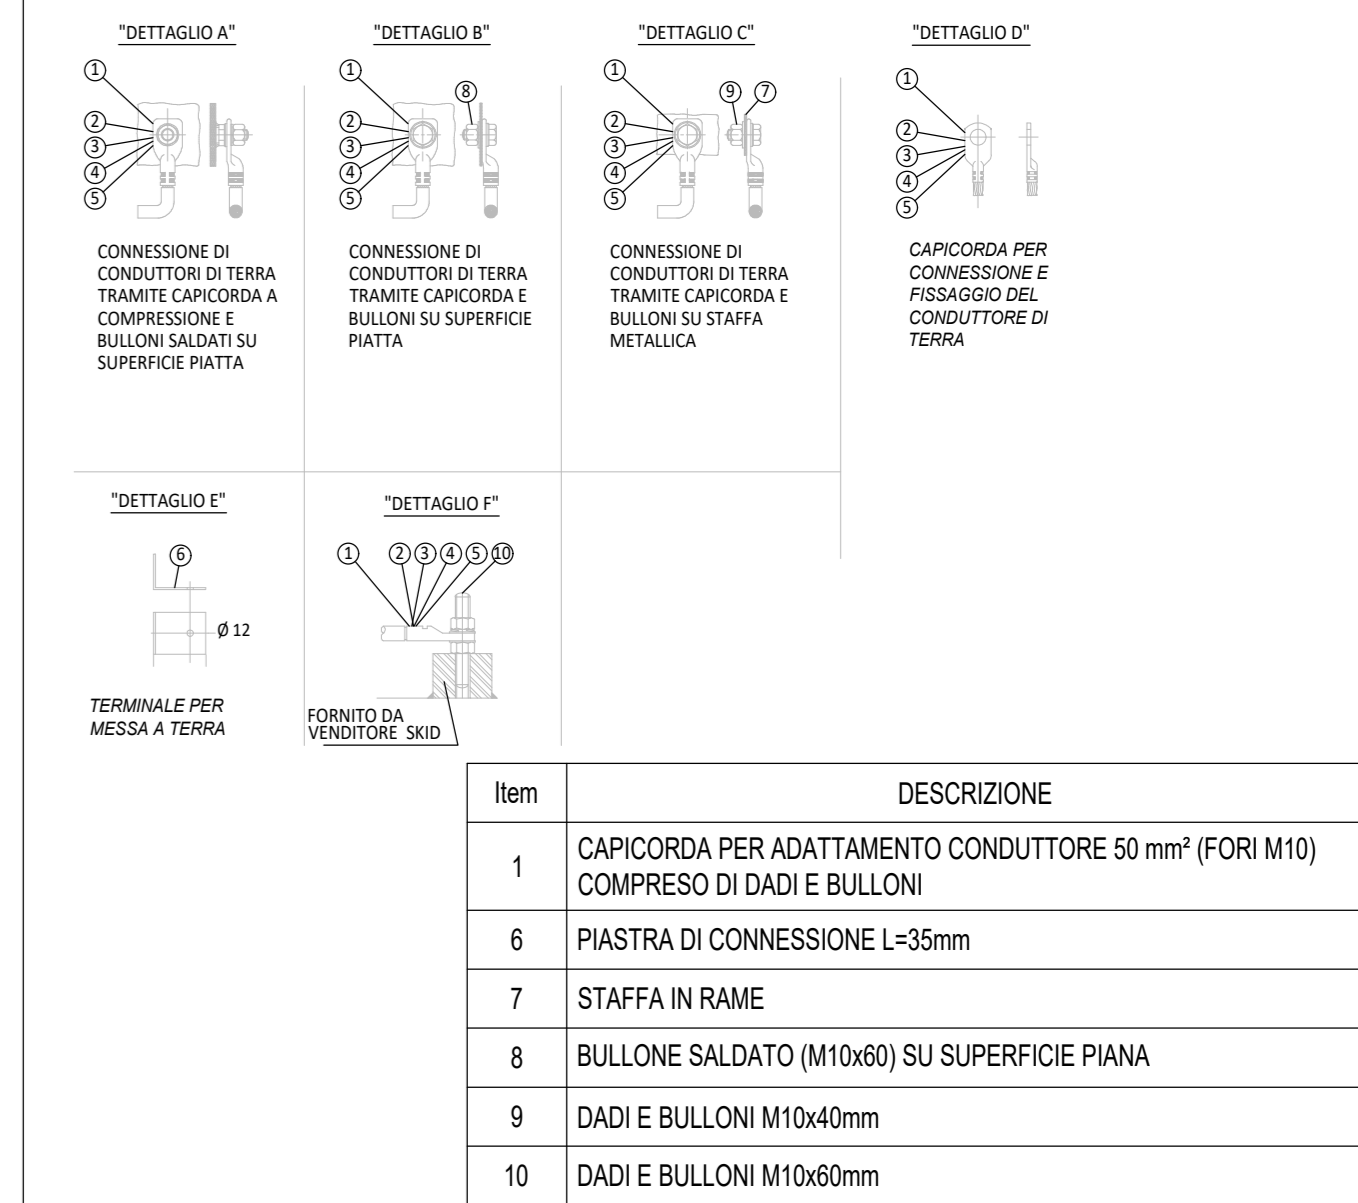 "DETTAGLIO A"
1
2
3
4
5
CONNESSIONE DI
CONDUTTORI DI TERRA
TRAMITE CAPICORDA A
COMPRESSIONE E
BULLONI SALDATI SU
SUPERFICIE PIATTA
"DETTAGLIO B"
1
8
2
3
4
5
CONNESSIONE DI
CONDUTTORI DI TERRA
TRAMITE CAPICORDA E
BULLONI SU SUPERFICIE
PIATTA
"DETTAGLIO C"
1
9 7
2
3
4
5
CONNESSIONE DI
CONDUTTORI DI TERRA
TRAMITE CAPICORDA E
BULLONI SU STAFFA
METALLICA
"DETTAGLIO D"
1
2
3
4
5
CAPICORDA PER
CONNESSIONE E
FISSAGGIO DEL
CONDUTTORE DI
TERRA
"DETTAGLIO E"
6
Ø 12
TERMINALE PER
MESSA A TERRA
"DETTAGLIO F"
1 2 3 4 5 10
FORNITO DA
VENDITORE SKID
Item DESCRIZIONE
1 CAPICORDA PER ADATTAMENTO CONDUTTORE 50 mm² (FORI M10)
COMPRESO DI DADI E BULLONI
6 PIASTRA DI CONNESSIONE L=35mm
7 STAFFA IN RAME
8 BULLONE SALDATO (M10x60) SU SUPERFICIE PIANA
9 DADI E BULLONI M10x40mm
10 DADI E BULLONI M10x60mm